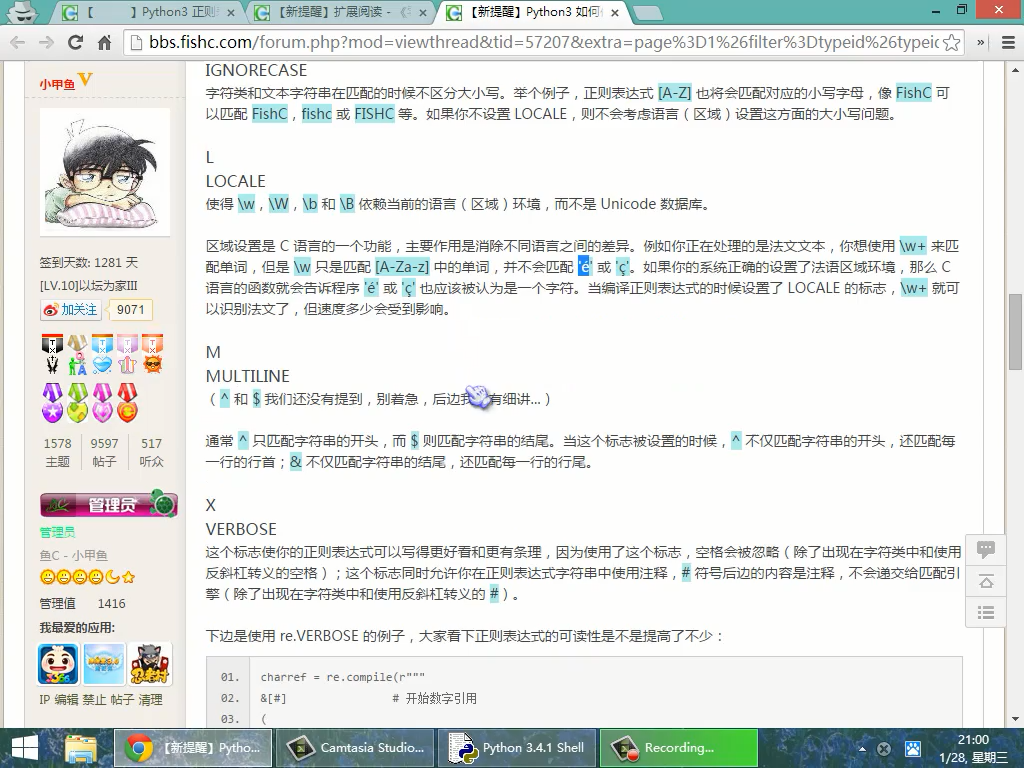 【 】Python3 正则
【新提醒】扩展阅读 - 《
【新提醒】Python3 如何
bbs.fishc.com/forum.php?mod=viewthread&tid=57207&extra=page%3D1%26filter%3Dtypeid%26typeic
小甲鱼
签到天数: 1281 天
[LV.10]以坛为家III
加关注 9071
1578 9597 517
主题 帖子 听众
管理员
管理员
鱼C - 小甲鱼
管理值 1416
我最爱的应用:
IP 编辑 禁止 帖子 清理
IGNORECASE
字符类和文本字符串在匹配的时候不区分大小写。举个例子，正则表达式 [A-Z] 也将会匹配对应的小写字母，像 FishC 可
以匹配 FishC，fishc 或 FISHC 等。如果你不设置 LOCALE，则不会考虑语言（区域）设置这方面的大小写问题。
L
LOCALE
使得 \w，\W，\b 和 \B 依赖当前的语言（区域）环境，而不是 Unicode 数据库。
区域设置是 C 语言的一个功能，主要作用是消除不同语言之间的差异。例如你正在处理的是法文文本，你想使用 \w+ 来匹
配单词，但是 \w 只是匹配 [A-Za-z] 中的单词，并不会匹配 'é' 或 'ç'。如果你的系统正确的设置了法语区域环境，那么 C
语言的函数就会告诉程序 'é' 或 'ç' 也应该被认为是一个字符。当编译正则表达式的时候设置了 LOCALE 的标志，\w+ 就可
以识别法文了，但速度多少会受到影响。
M
MULTILINE
（ ^ 和 $ 我们还没有提到，别着急，后边我 有细讲...）
通常 ^ 只匹配字符串的开头，而 $ 则匹配字符串的结尾。当这个标志被设置的时候，^ 不仅匹配字符串的开头，还匹配每
一行的行首；& 不仅匹配字符串的结尾，还匹配每一行的行尾。
X
VERBOSE
这个标志使你的正则表达式可以写得更好看和更有条理，因为使用了这个标志，空格会被忽略（除了出现在字符类中和使用
反斜杠转义的空格）；这个标志同时允许你在正则表达式字符串中使用注释，# 符号后边的内容是注释，不会递交给匹配引
擎（除了出现在字符类中和使用反斜杠转义的 #）。
下边是使用 re.VERBOSE 的例子，大家看下正则表达式的可读性是不是提高了不少：
01. charref = re.compile(r"""
02. &[#] # 开始数字引用
03. (
【新提醒】Pytho...
Camtasia Studio...
Python 3.4.1 Shell
Recording...
21:00
1/28, 星期三